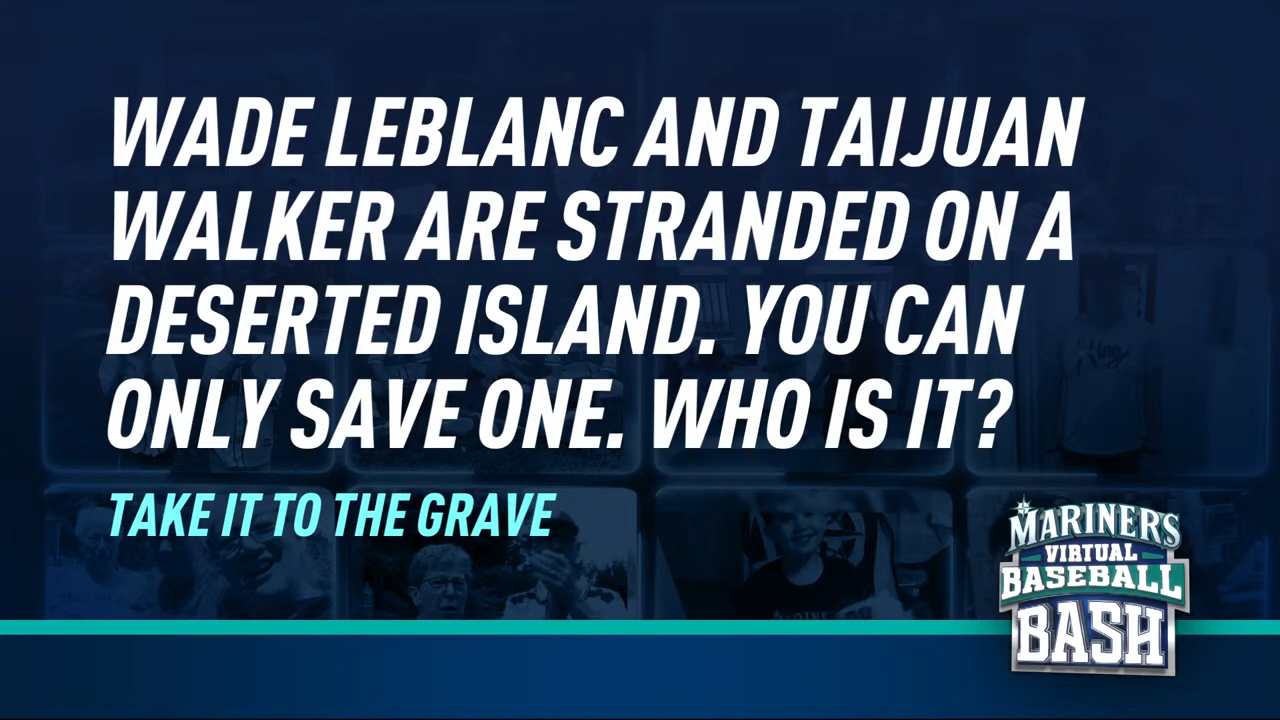 WADE LEBLANC AND TAIJUAN
WALKER ARE STRANDED ON A
DESERTED ISLAND. YOU CAN
ONLY SAVE ONE. WHO IS IT?
TAKE IT TO THE GRAVE
MARINERS
VIRTUAL
BASEBALL
BASH